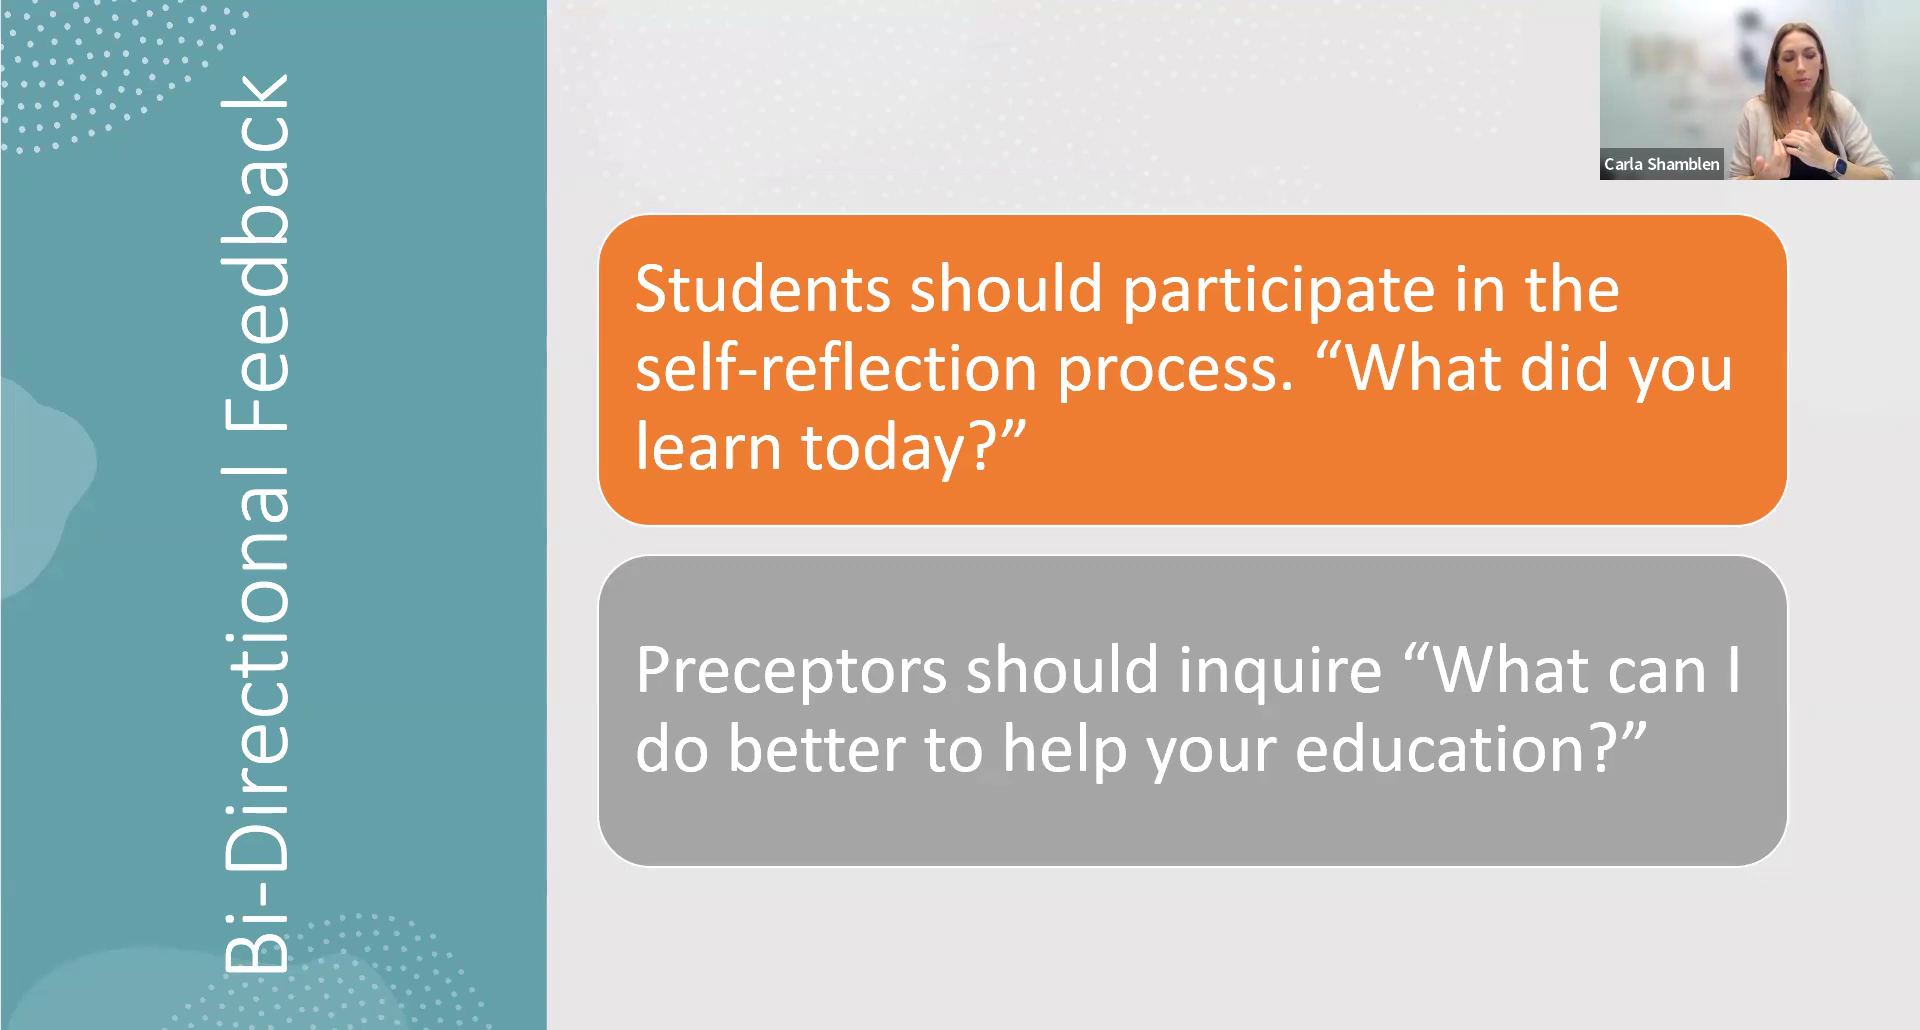 Bi-Directional Feedback
Carla Shamblen
Students should participate in the
self-reflection process. “What did you
learn today?”
Preceptors should inquire “What can I
do better to help your education?”